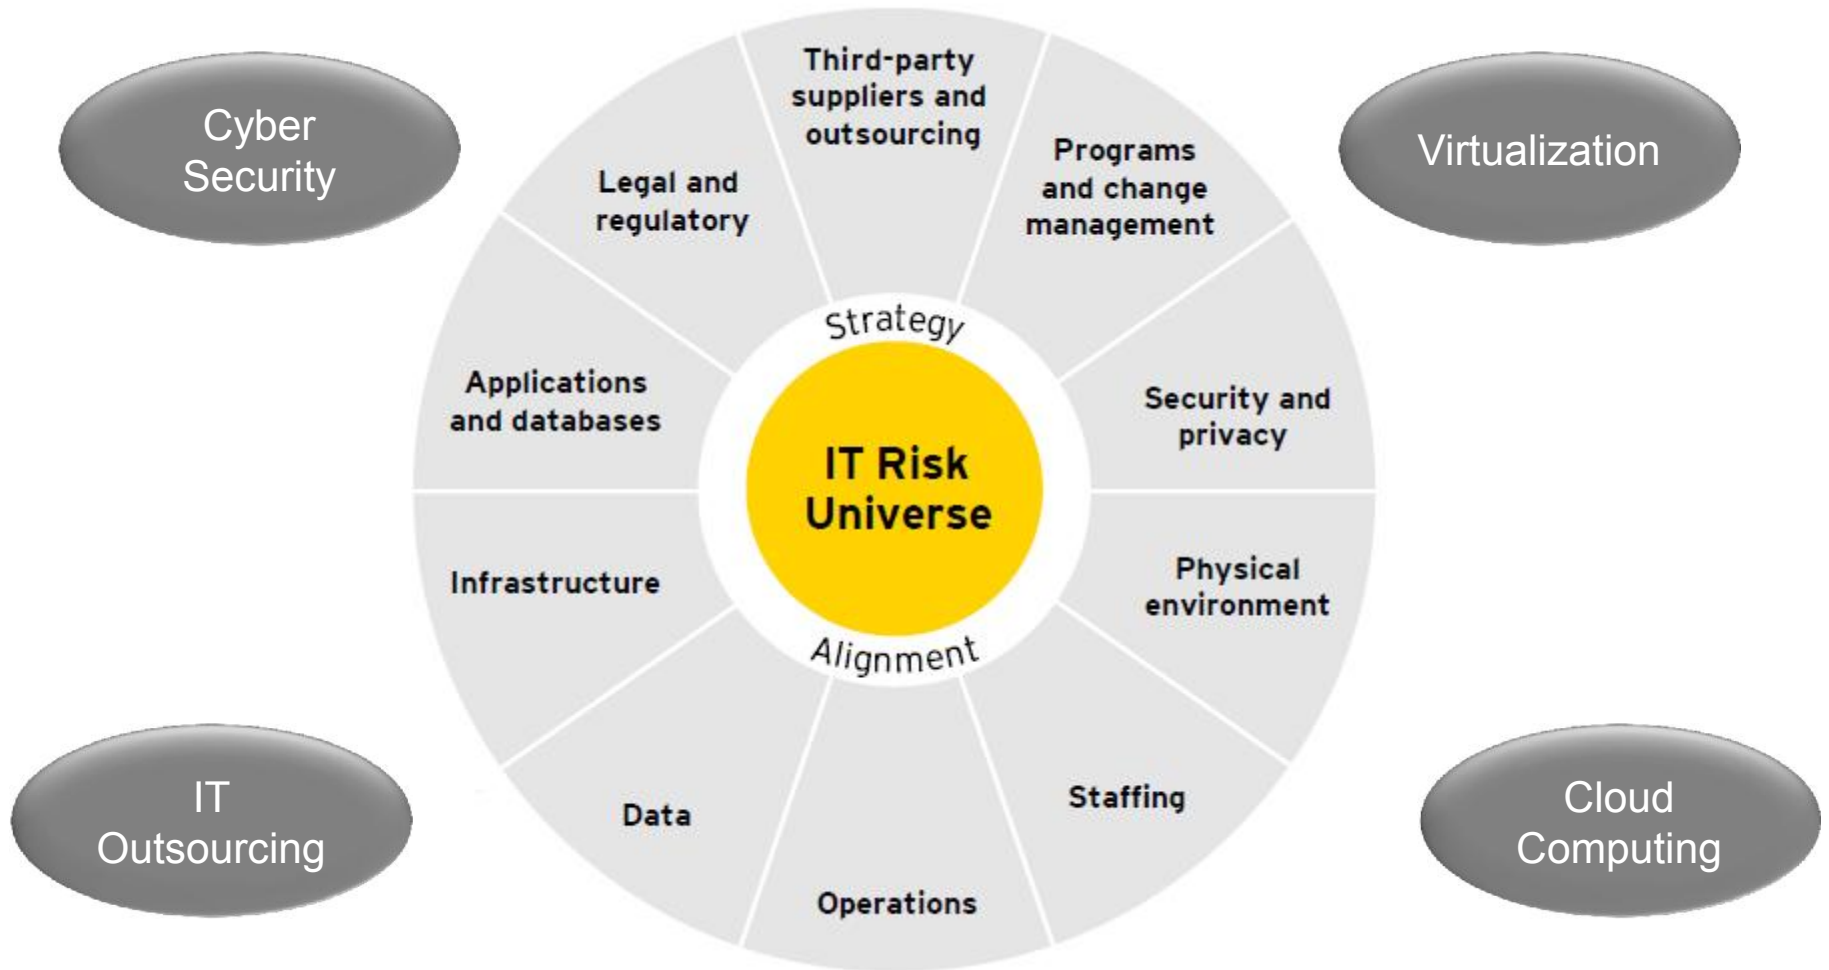 Cyber
Security
Virtualization
Third-party
suppliers and
outsourcing
Programs
and change
management
Legal and
regulatory
Security and
privacy
Applications
and databases
Strategy
IT Risk
Universe
Alignment
Physical
environment
Infrastructure
Staffing
Data
Operations
IT
Outsourcing
Cloud
Computing